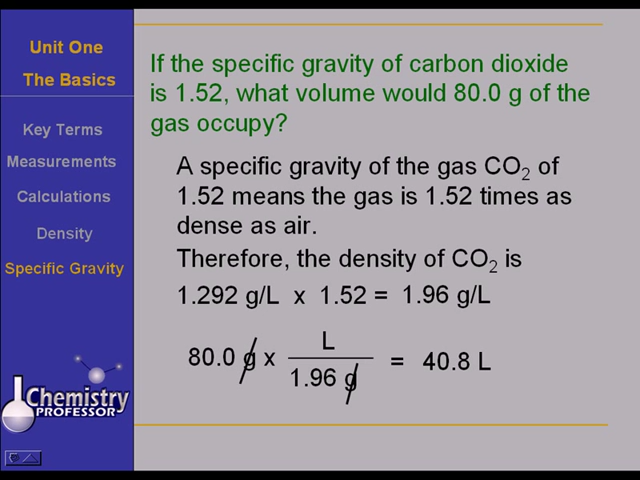 Unit One
The Basics
Key Terms
Measurements
Calculations
Density
Specific Gravity
Chemistry
PROFESSOR
If the specific gravity of carbon dioxide
is 1.52, what volume would 80.0 g of the
gas occupy?
A specific gravity of the gas CO₂ of
1.52 means the gas is 1.52 times as
dense as air.
Therefore, the density of CO₂ is
1.292 g/L x 1.52 = 1.96 g/L
L
80.0 g x = 40.8 L
1.96 g